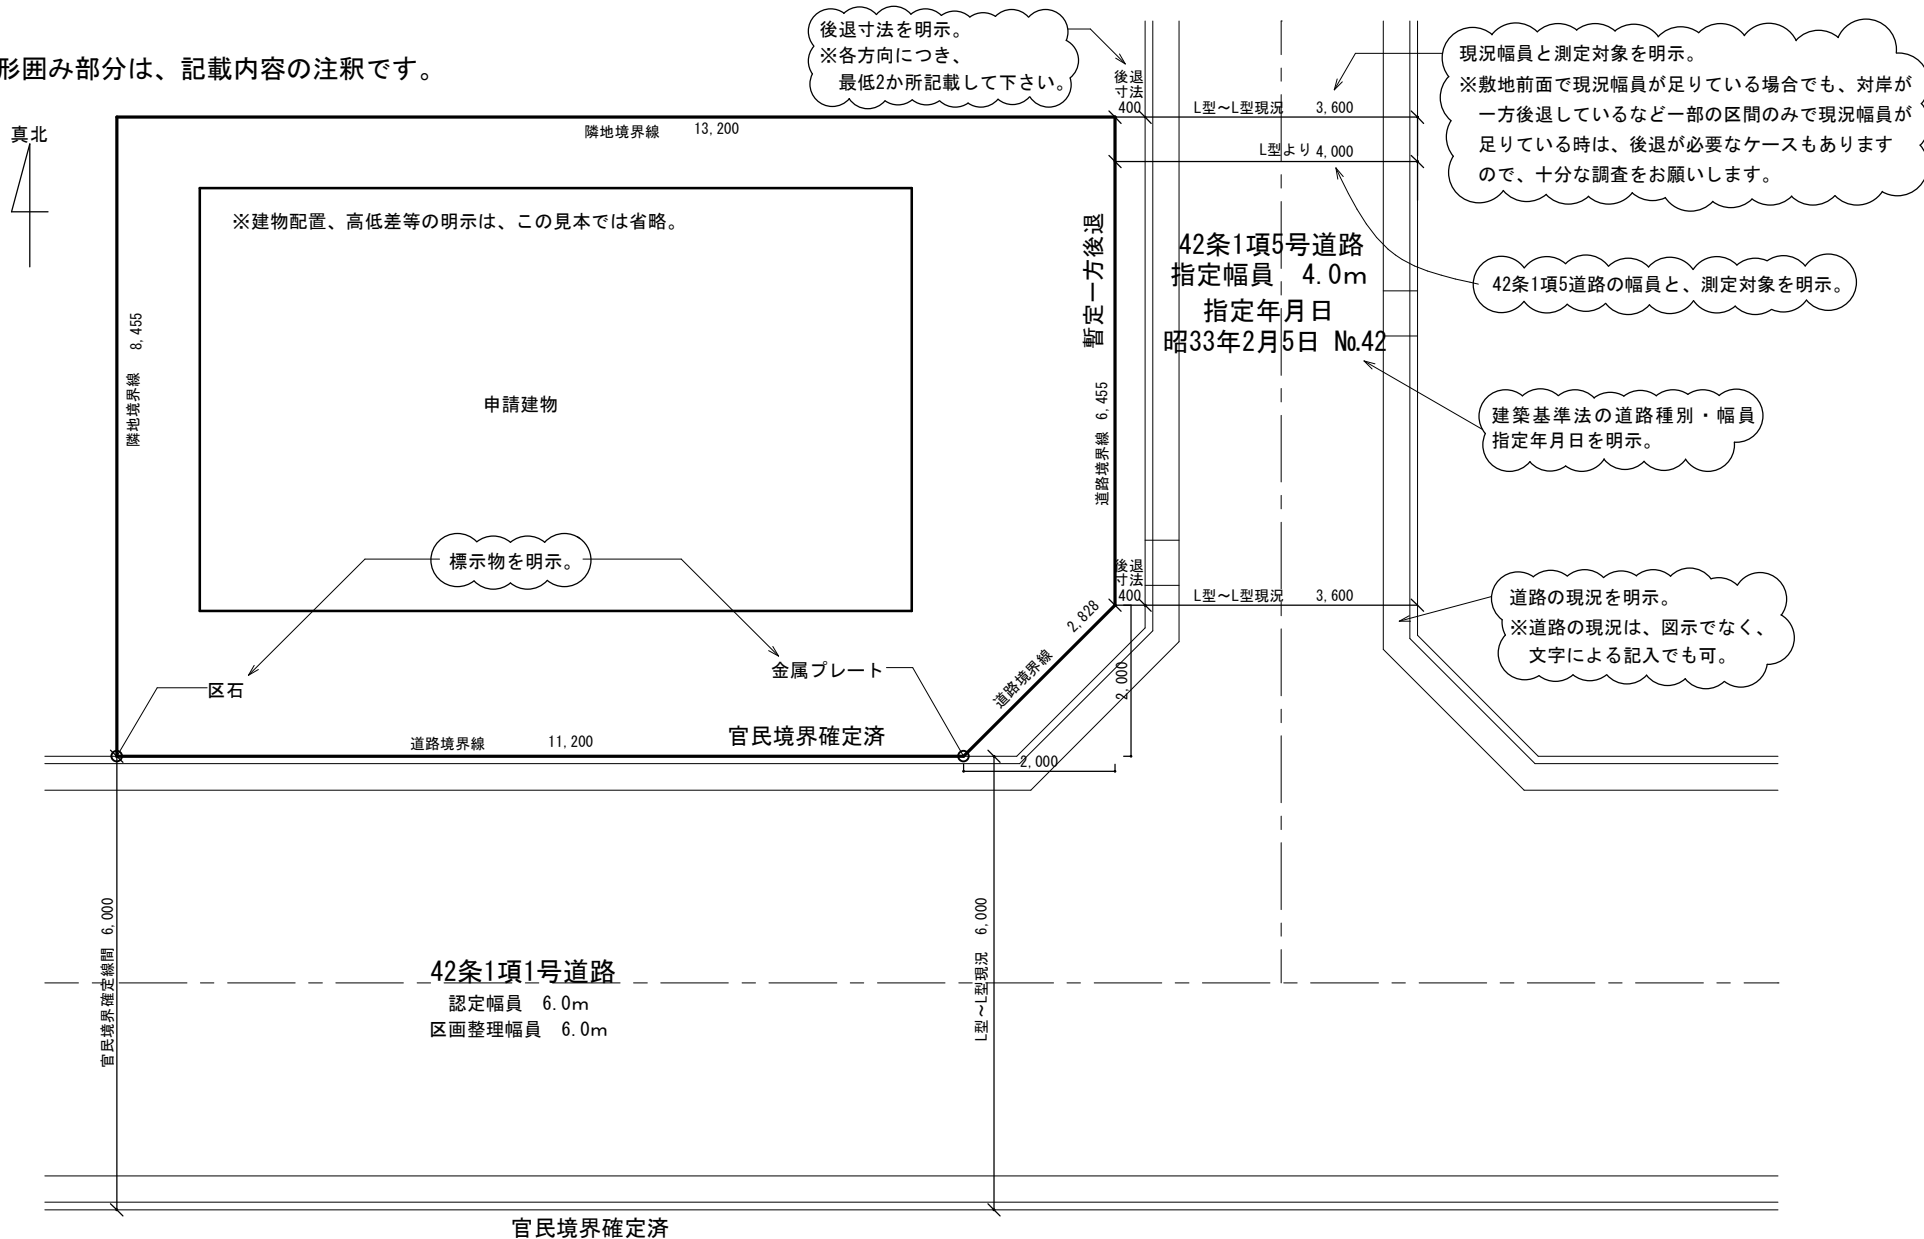 形囲み部分は、記載内容の注釈です。
真北
後退寸法を明示。
※各方向につき、
最低2か所記載して下さい。
後退
寸法
400
L型～L型現況 3,600
L型より 4,000
現況幅員と測定対象を明示。
※敷地前面で現況幅員が足りている場合でも、対岸が
一方後退しているなど一部の区間のみで現況幅員が
足りている時は、後退が必要なケースもあります
ので、十分な調査をお願いします。
隣地境界線 13,200
※建物配置、高低差等の明示は、この見本では省略。
隣地境界線 8,455
申請建物
暫定一方後退
道路境界線 6,455
42条1項5号道路
指定幅員 4.0m
指定年月日
昭33年2月5日 №42
42条1項5道路の幅員と、測定対象を明示。
建築基準法の道路種別・幅員
指定年月日を明示。
標示物を明示。
後退
寸法
400
L型～L型現況 3,600
道路の現況を明示。
※道路の現況は、図示でなく、
文字による記入でも可。
区石
金属プレート
道路境界線 2,828
2,000
2,000
道路境界線 11,200
官民境界確定済
官民境界確定線間 6,000
L型～L型現況 6,000
42条1項1号道路
認定幅員 6.0m
区画整理幅員 6.0m
官民境界確定済